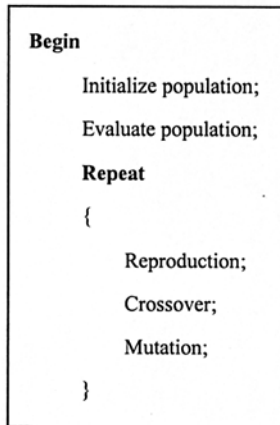 Begin
Initialize population;
Evaluate population;
Repeat
{
Reproduction;
Crossover;
Mutation;
}